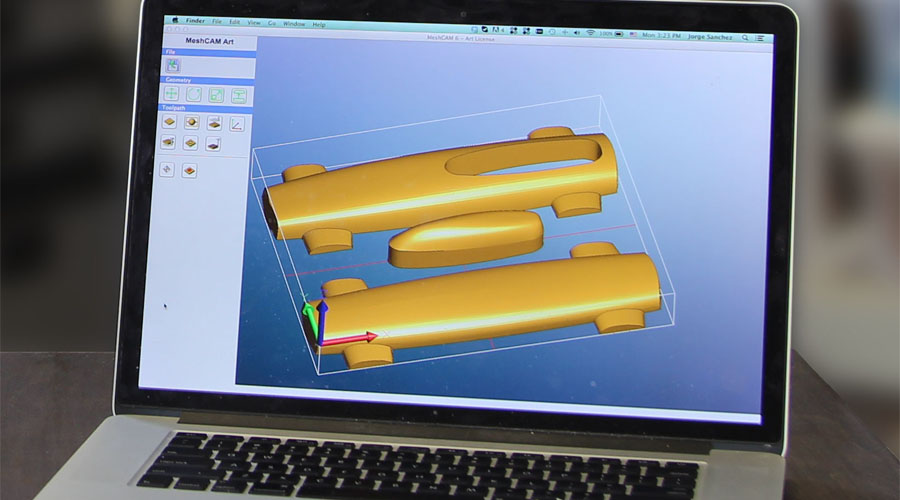 Finder File Edit View Go Window Help
100% Mon 3:23 PM Jorge Sanchez
MeshCAM 6 - Art License
MeshCAM Art
File
Geometry
Toolpath